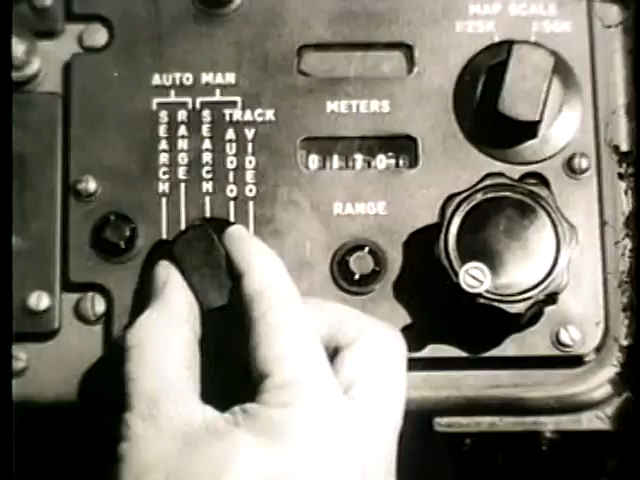 MAP SCALE
1:25K 1:50K
AUTO MAN
SEARCH RANGE SEARCH TRACK
AUDIO VIDEO
METERS
RANGE